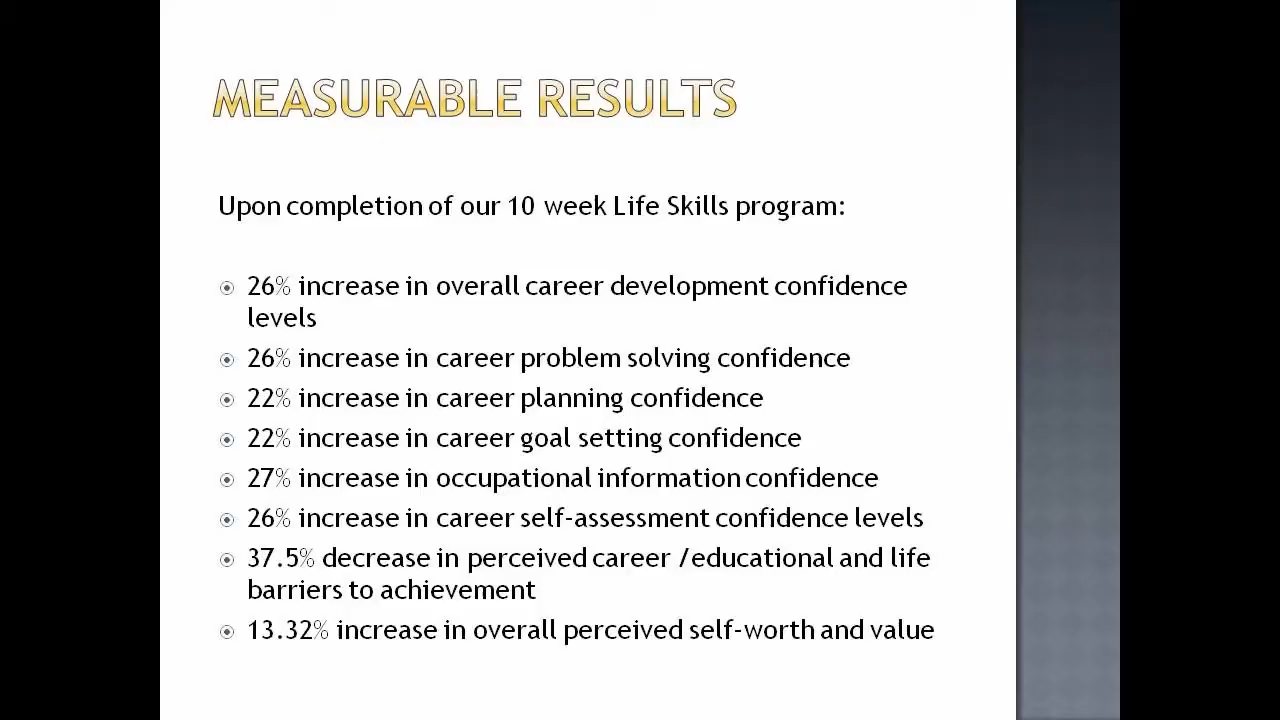 MEASURABLE RESULTS
Upon completion of our 10 week Life Skills program:
26% increase in overall career development confidence
levels
26% increase in career problem solving confidence
22% increase in career planning confidence
22% increase in career goal setting confidence
27% increase in occupational information confidence
26% increase in career self-assessment confidence levels
37.5% decrease in perceived career /educational and life
barriers to achievement
13.32% increase in overall perceived self-worth and value